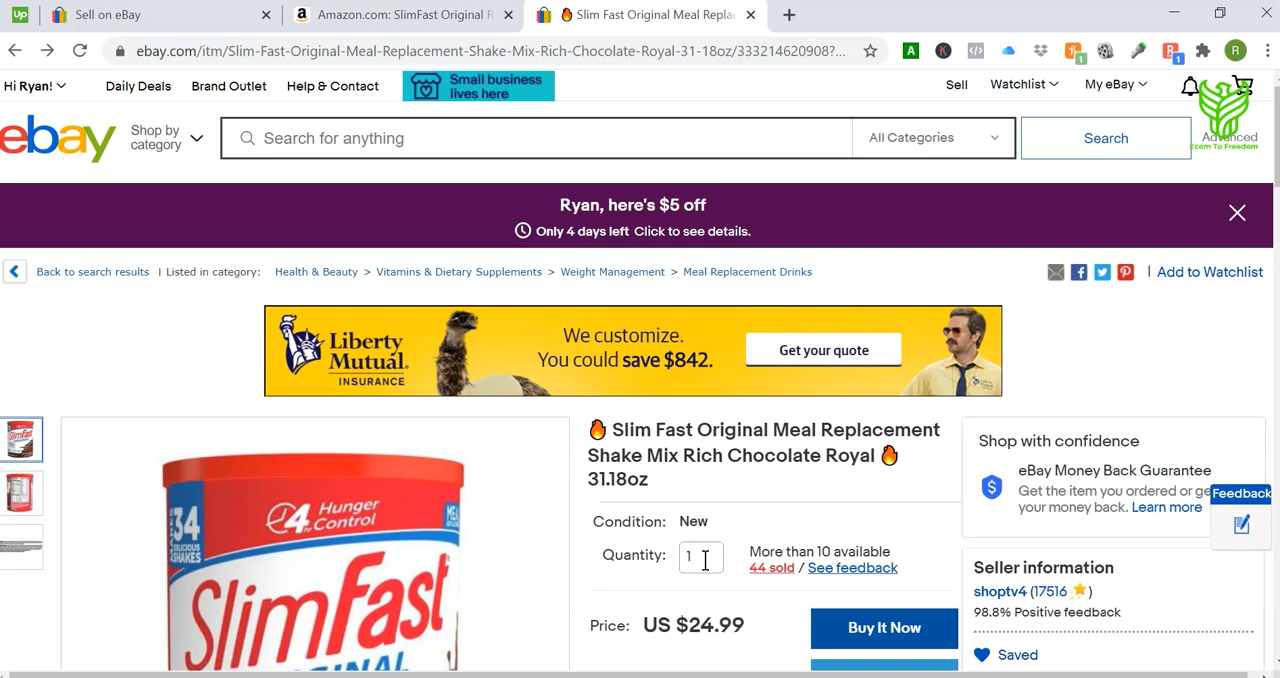 Up
Sell on eBay
Amazon.com: SlimFast Original R
🔥 Slim Fast Original Meal Replac
ebay.com/itm/Slim-Fast-Original-Meal-Replacement-Shake-Mix-Rich-Chocolate-Royal-31-18oz/333214620908?...
Hi Ryan!
Daily Deals
Brand Outlet
Help & Contact
Small business
lives here
Sell
Watchlist
My eBay
ebay
Shop by
category
Search for anything
All Categories
Search
Advanced
Ecom To Freedom
Ryan, here's $5 off
Only 4 days left Click to see details.
Back to search results | Listed in category: Health & Beauty > Vitamins & Dietary Supplements > Weight Management > Meal Replacement Drinks
| Add to Watchlist
Liberty
Mutual.
INSURANCE
We customize.
You could save $842.
Get your quote
🔥 Slim Fast Original Meal Replacement
Shake Mix Rich Chocolate Royal 🔥
31.18oz
Condition: New
Quantity: 1
More than 10 available
44 sold / See feedback
Price: US $24.99
Buy It Now
34
DELICIOUS
SHAKES
4 Hunger
Control
SlimFast
ORIGINAL
Shop with confidence
eBay Money Back Guarantee
Get the item you ordered or ge
your money back. Learn more
Feedback
Seller information
shoptv4 (17516 ⭐)
98.8% Positive feedback
Saved